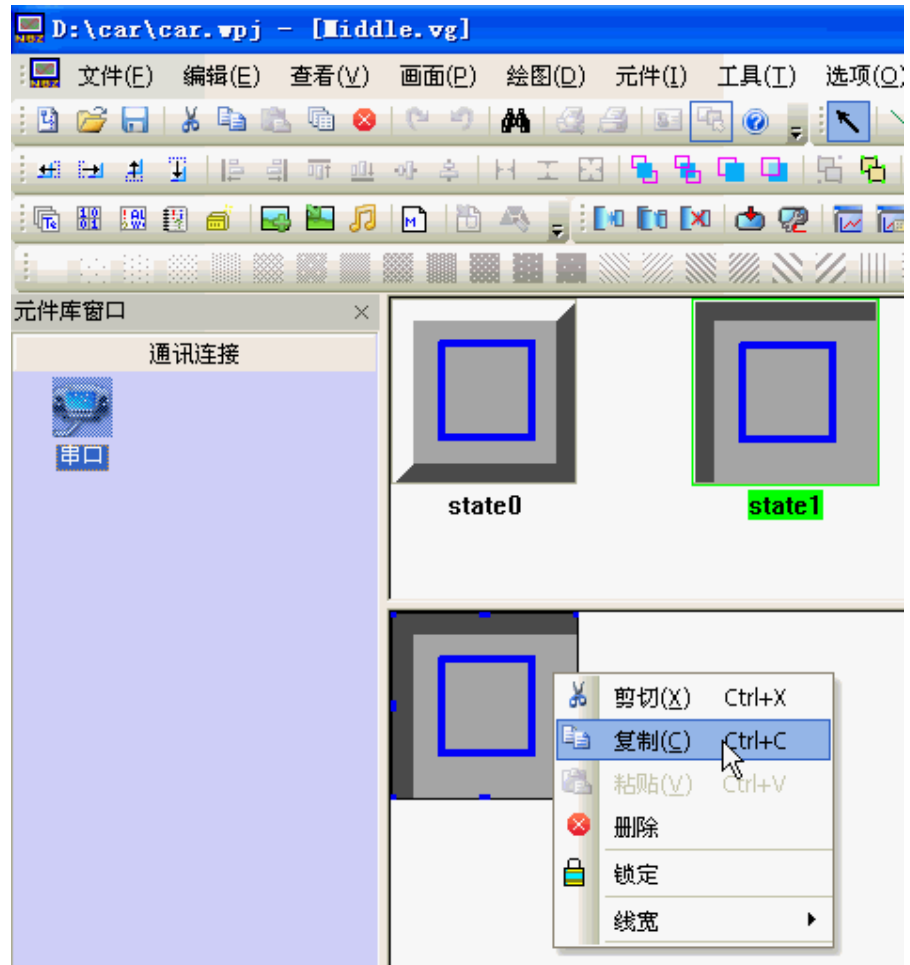 D:\car\car.wpj - [Middle.vg]
文件(F) 编辑(E) 查看(V) 画面(P) 绘图(D) 元件(I) 工具(T) 选项(O)
元件库窗口
通讯连接
串口
state0 state1
剪切(X) Ctrl+X
复制(C) Ctrl+C
粘贴(V) Ctrl+V
删除
锁定
线宽